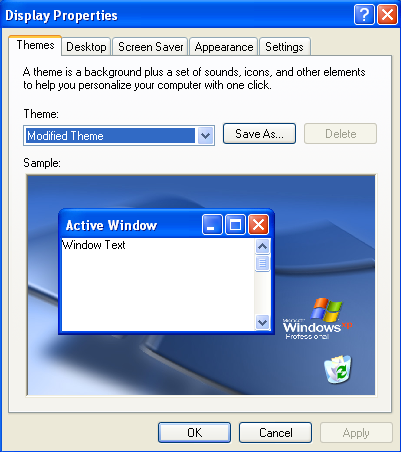 Display Properties
Themes Desktop Screen Saver Appearance Settings
A theme is a background plus a set of sounds, icons, and other elements
to help you personalize your computer with one click.
Theme:
Modified Theme Save As... Delete
Sample:
Active Window
Window Text
Microsoft
Windows xp
Professional
OK Cancel Apply